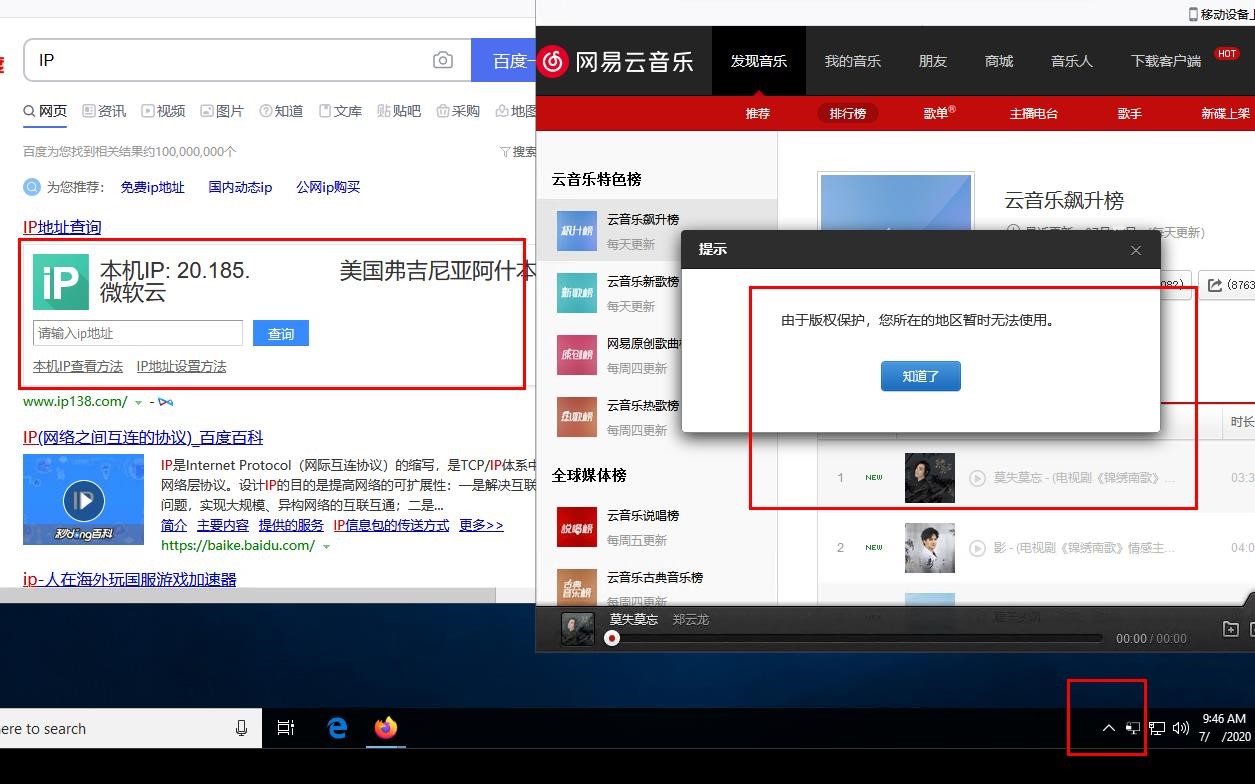 移动设备上
IP
百度一
网易云音乐
发现音乐 我的音乐 朋友 商城 音乐人 下载客户端 HOT
网页 资讯 视频 图片 知道 文库 贴吧 采购 地图
推荐 排行榜 歌单® 主播电台 歌手 新碟上架
百度为您找到相关结果约100,000,000个
搜索
为您推荐: 免费ip地址 国内动态ip 公网ip购买
IP地址查询
本机IP: 20.185. 美国弗吉尼亚阿什本
微软云
请输入ip地址 查询
本机IP查看方法 IP地址设置方法
www.ip138.com/
IP(网络之间互连的协议)_百度百科
IP是Internet Protocol（网际互连协议）的缩写，是TCP/IP体系中
网络层协议。设计IP的目的是提高网络的可扩展性：一是解决互联
问题，实现大规模、异构网络的互联互通；二是...
简介 主要内容 提供的服务 IP信息包的传送方式 更多>>
https://baike.baidu.com/
秒dǒng百科
ip-人在海外玩国服游戏加速器
云音乐特色榜
云音乐飙升榜
每天更新
云音乐新歌榜
新歌榜
每天更新
网易原创歌曲榜
每周四更新
云音乐热歌榜
每周四更新
全球媒体榜
云音乐说唱榜
说唱榜
每周五更新
云音乐古典音乐榜
古典
音乐榜
每周四更新
云音乐飙升榜
(8763
提示
由于版权保护，您所在的地区暂时无法使用。
知道了
时长
1 NEW 莫失莫忘 - (电视剧《锦绣南歌》... 03:3
2 NEW 影 - (电视剧《锦绣南歌》情感主... 04:0
莫失莫忘 郑云龙
00:00 / 00:00
ere to search
9:46 AM
7/ /2020